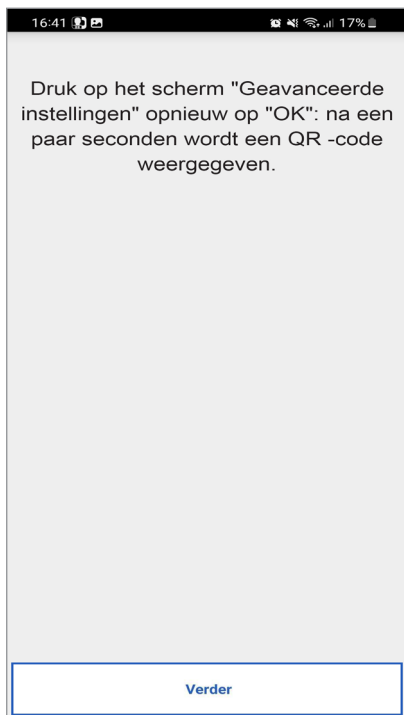 16:41 17%
Druk op het scherm "Geavanceerde
instellingen" opnieuw op "OK": na een
paar seconden wordt een QR -code
weergegeven.
Verder